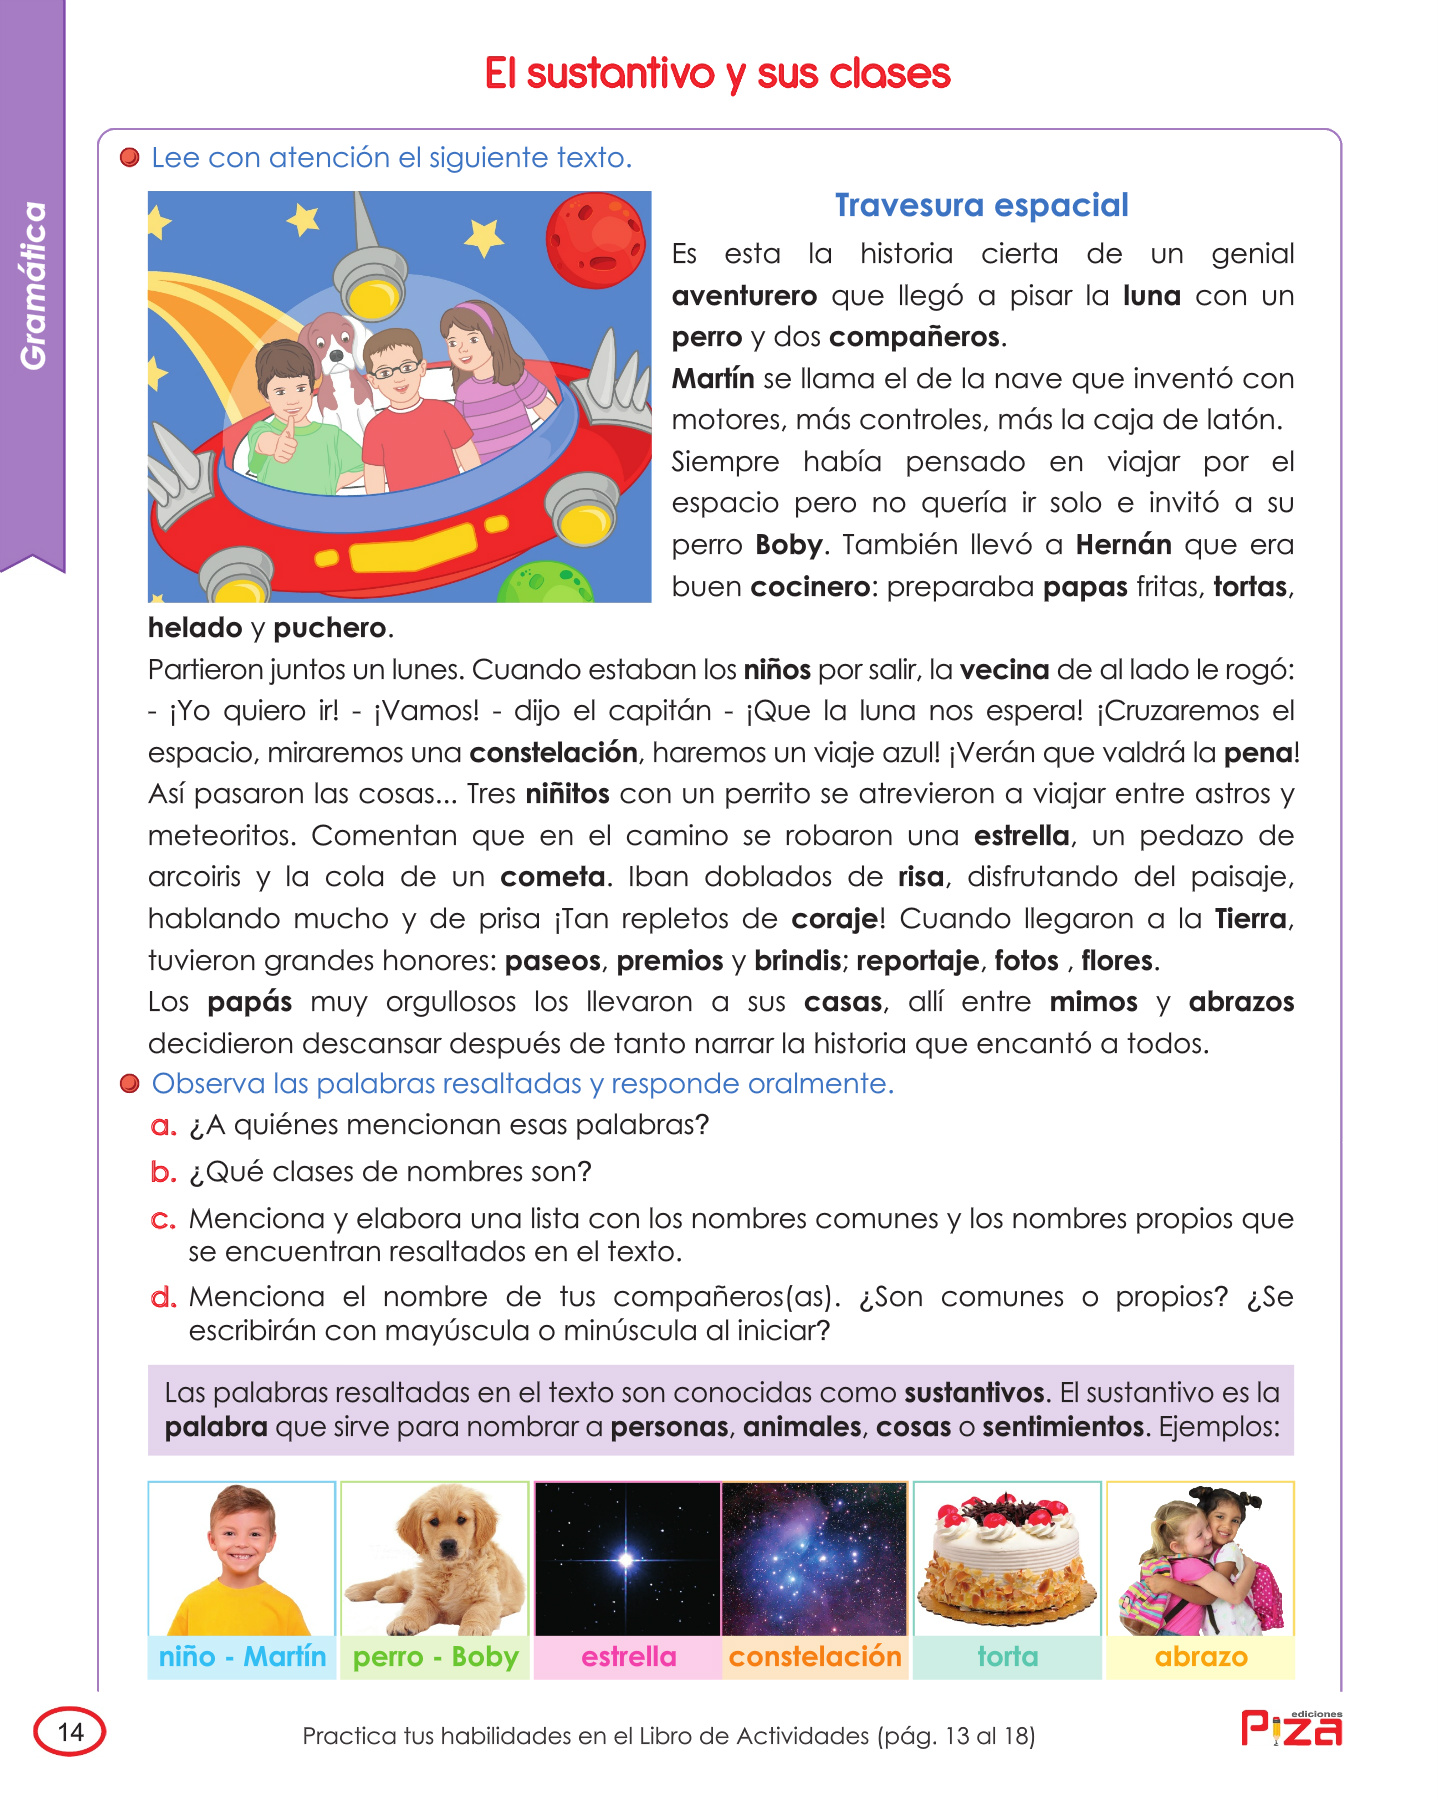 El sustantivo y sus clases
Gramática
Lee con atención el siguiente texto.
Travesura espacial
Es esta la historia cierta de un genial
aventurero que llegó a pisar la luna con un
perro y dos compañeros.
Martín se llama el de la nave que inventó con
motores, más controles, más la caja de latón.
Siempre había pensado en viajar por el
espacio pero no quería ir solo e invitó a su
perro Boby. También llevó a Hernán que era
buen cocinero: preparaba papas fritas, tortas,
helado y puchero.
Partieron juntos un lunes. Cuando estaban los niños por salir, la vecina de al lado le rogó:
- ¡Yo quiero ir! - ¡Vamos! - dijo el capitán - ¡Que la luna nos espera! ¡Cruzaremos el
espacio, miraremos una constelación, haremos un viaje azul! ¡Verán que valdrá la pena!
Así pasaron las cosas... Tres niñitos con un perrito se atrevieron a viajar entre astros y
meteoritos. Comentan que en el camino se robaron una estrella, un pedazo de
arcoiris y la cola de un cometa. Iban doblados de risa, disfrutando del paisaje,
hablando mucho y de prisa ¡Tan repletos de coraje! Cuando llegaron a la Tierra,
tuvieron grandes honores: paseos, premios y brindis; reportaje, fotos , flores.
Los papás muy orgullosos los llevaron a sus casas, allí entre mimos y abrazos
decidieron descansar después de tanto narrar la historia que encantó a todos.
Observa las palabras resaltadas y responde oralmente.
a. ¿A quiénes mencionan esas palabras?
b. ¿Qué clases de nombres son?
c. Menciona y elabora una lista con los nombres comunes y los nombres propios que
se encuentran resaltados en el texto.
d. Menciona el nombre de tus compañeros(as). ¿Son comunes o propios? ¿Se
escribirán con mayúscula o minúscula al iniciar?
Las palabras resaltadas en el texto son conocidas como sustantivos. El sustantivo es la
palabra que sirve para nombrar a personas, animales, cosas o sentimientos. Ejemplos:
niño - Martín perro - Boby estrella constelación torta abrazo
14
Practica tus habilidades en el Libro de Actividades (pág. 13 al 18)
ediciones
Piza